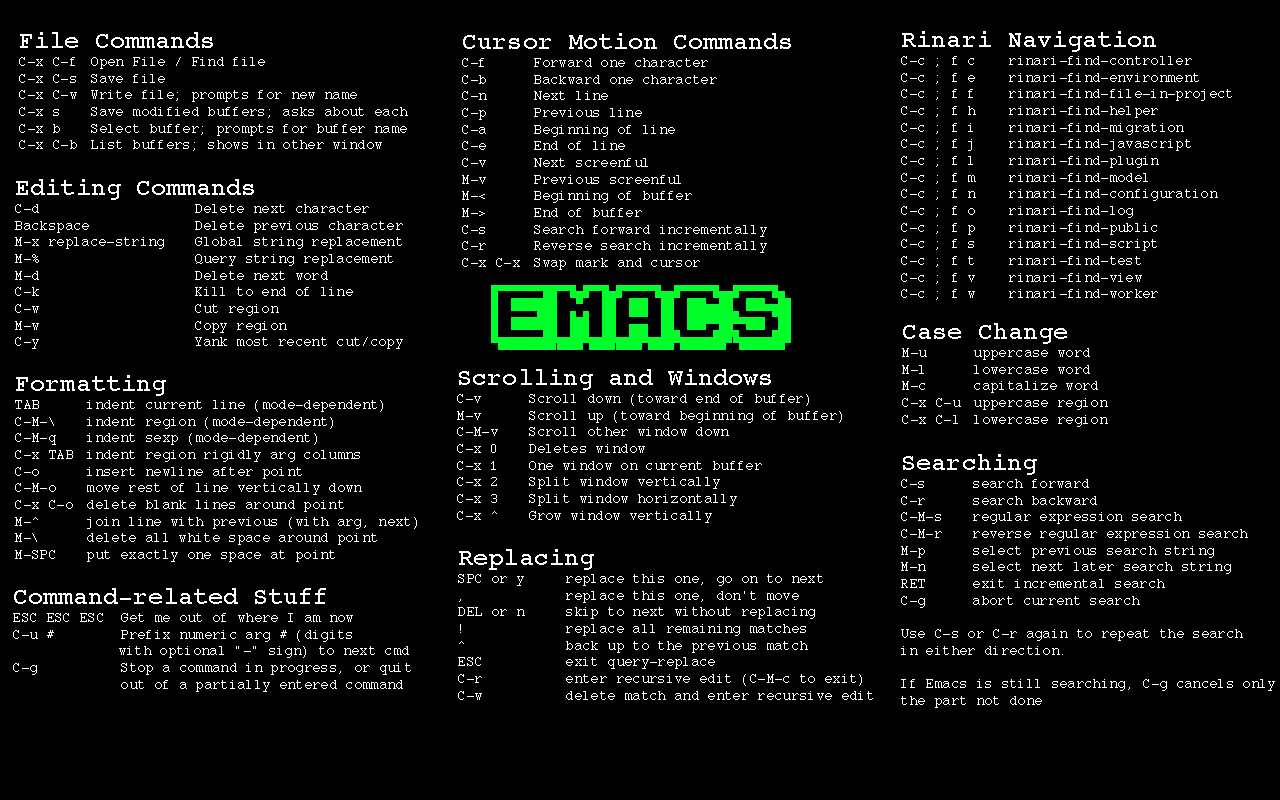 File Commands
C-x C-f Open File / Find file
C-x C-s Save file
C-x C-w Write file; prompts for new name
C-x s Save modified buffers; asks about each
C-x b Select buffer; prompts for buffer name
C-x C-b List buffers; shows in other window
Editing Commands
C-d Delete next character
Backspace Delete previous character
M-x replace-string Global string replacement
M-% Query string replacement
M-d Delete next word
C-k Kill to end of line
C-w Cut region
M-w Copy region
C-y Yank most recent cut/copy
Formatting
TAB indent current line (mode-dependent)
C-M-\ indent region (mode-dependent)
C-M-q indent sexp (mode-dependent)
C-x TAB indent region rigidly arg columns
C-o insert newline after point
C-M-o move rest of line vertically down
C-x C-o delete blank lines around point
M-^ join line with previous (with arg, next)
M-\ delete all white space around point
M-SPC put exactly one space at point
Command-related Stuff
ESC ESC ESC Get me out of where I am now
C-u # Prefix numeric arg # (digits
with optional "-" sign) to next cmd
C-g Stop a command in progress, or quit
out of a partially entered command
Cursor Motion Commands
C-f Forward one character
C-b Backward one character
C-n Next line
C-p Previous line
C-a Beginning of line
C-e End of line
C-v Next screenful
M-v Previous screenful
M-< Beginning of buffer
M-> End of buffer
C-s Search forward incrementally
C-r Reverse search incrementally
C-x C-x Swap mark and cursor
EMACS
Scrolling and Windows
C-v Scroll down (toward end of buffer)
M-v Scroll up (toward beginning of buffer)
C-M-v Scroll other window down
C-x 0 Deletes window
C-x 1 One window on current buffer
C-x 2 Split window vertically
C-x 3 Split window horizontally
C-x ^ Grow window vertically
Replacing
SPC or y replace this one, go on to next
, replace this one, don't move
DEL or n skip to next without replacing
! replace all remaining matches
^ back up to the previous match
ESC exit query-replace
C-r enter recursive edit (C-M-c to exit)
C-w delete match and enter recursive edit
Rinari Navigation
C-c ; f c rinari-find-controller
C-c ; f e rinari-find-environment
C-c ; f f rinari-find-file-in-project
C-c ; f h rinari-find-helper
C-c ; f i rinari-find-migration
C-c ; f j rinari-find-javascript
C-c ; f l rinari-find-plugin
C-c ; f m rinari-find-model
C-c ; f n rinari-find-configuration
C-c ; f o rinari-find-log
C-c ; f p rinari-find-public
C-c ; f s rinari-find-script
C-c ; f t rinari-find-test
C-c ; f v rinari-find-view
C-c ; f w rinari-find-worker
Case Change
M-u uppercase word
M-l lowercase word
M-c capitalize word
C-x C-u uppercase region
C-x C-l lowercase region
Searching
C-s search forward
C-r search backward
C-M-s regular expression search
C-M-r reverse regular expression search
M-p select previous search string
M-n select next later search string
RET exit incremental search
C-g abort current search
Use C-s or C-r again to repeat the search
in either direction.
If Emacs is still searching, C-g cancels only
the part not done